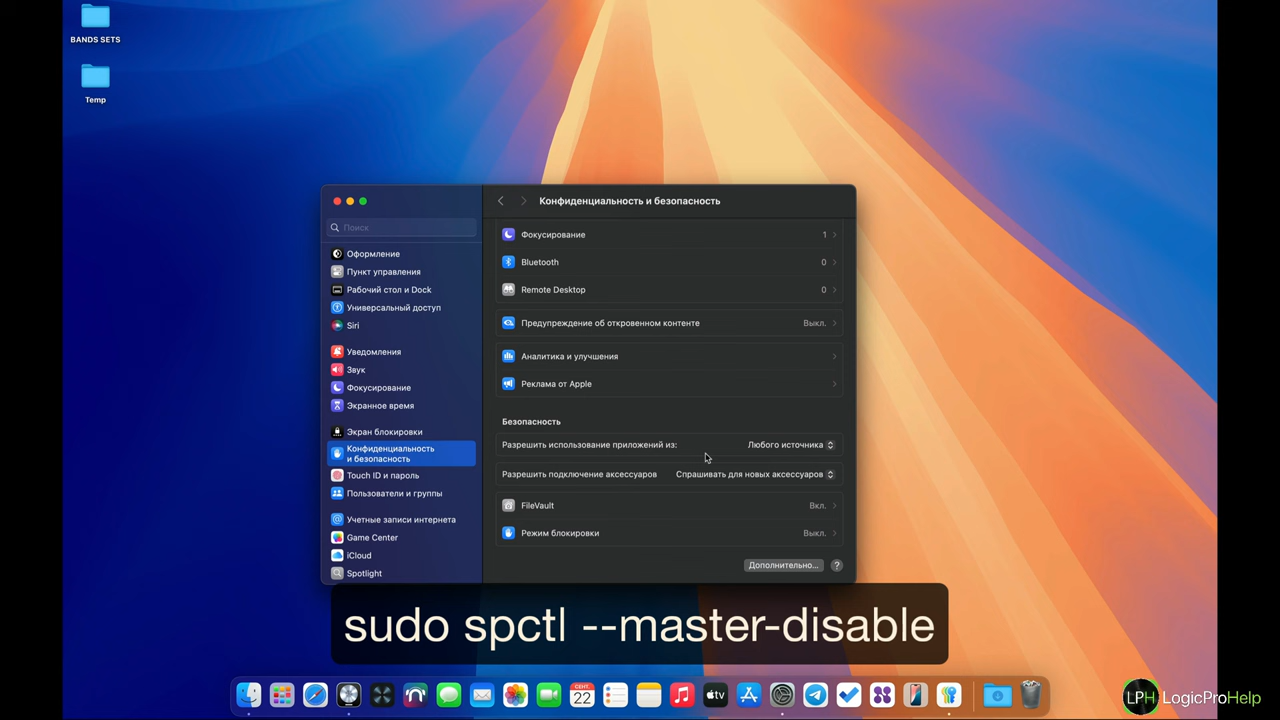 BANDS SETS
Temp
Конфиденциальность и безопасность
Поиск
Оформление
Пункт управления
Рабочий стол и Dock
Универсальный доступ
Siri
Уведомления
Звук
Фокусирование
Экранное время
Экран блокировки
Конфиденциальность
и безопасность
Touch ID и пароль
Пользователи и группы
Учетные записи интернета
Game Center
iCloud
Spotlight
Фокусирование 1
Bluetooth 0
Remote Desktop 0
Предупреждение об откровенном контенте Выкл.
Аналитика и улучшения
Реклама от Apple
Безопасность
Разрешить использование приложений из: Любого источника
Разрешить подключение аксессуаров Спрашивать для новых аксессуаров
FileVault Вкл.
Режим блокировки Выкл.
Дополнительно... ?
sudo spctl --master-disable
СЕНТ.
22
tv
LPH LogicProHelp